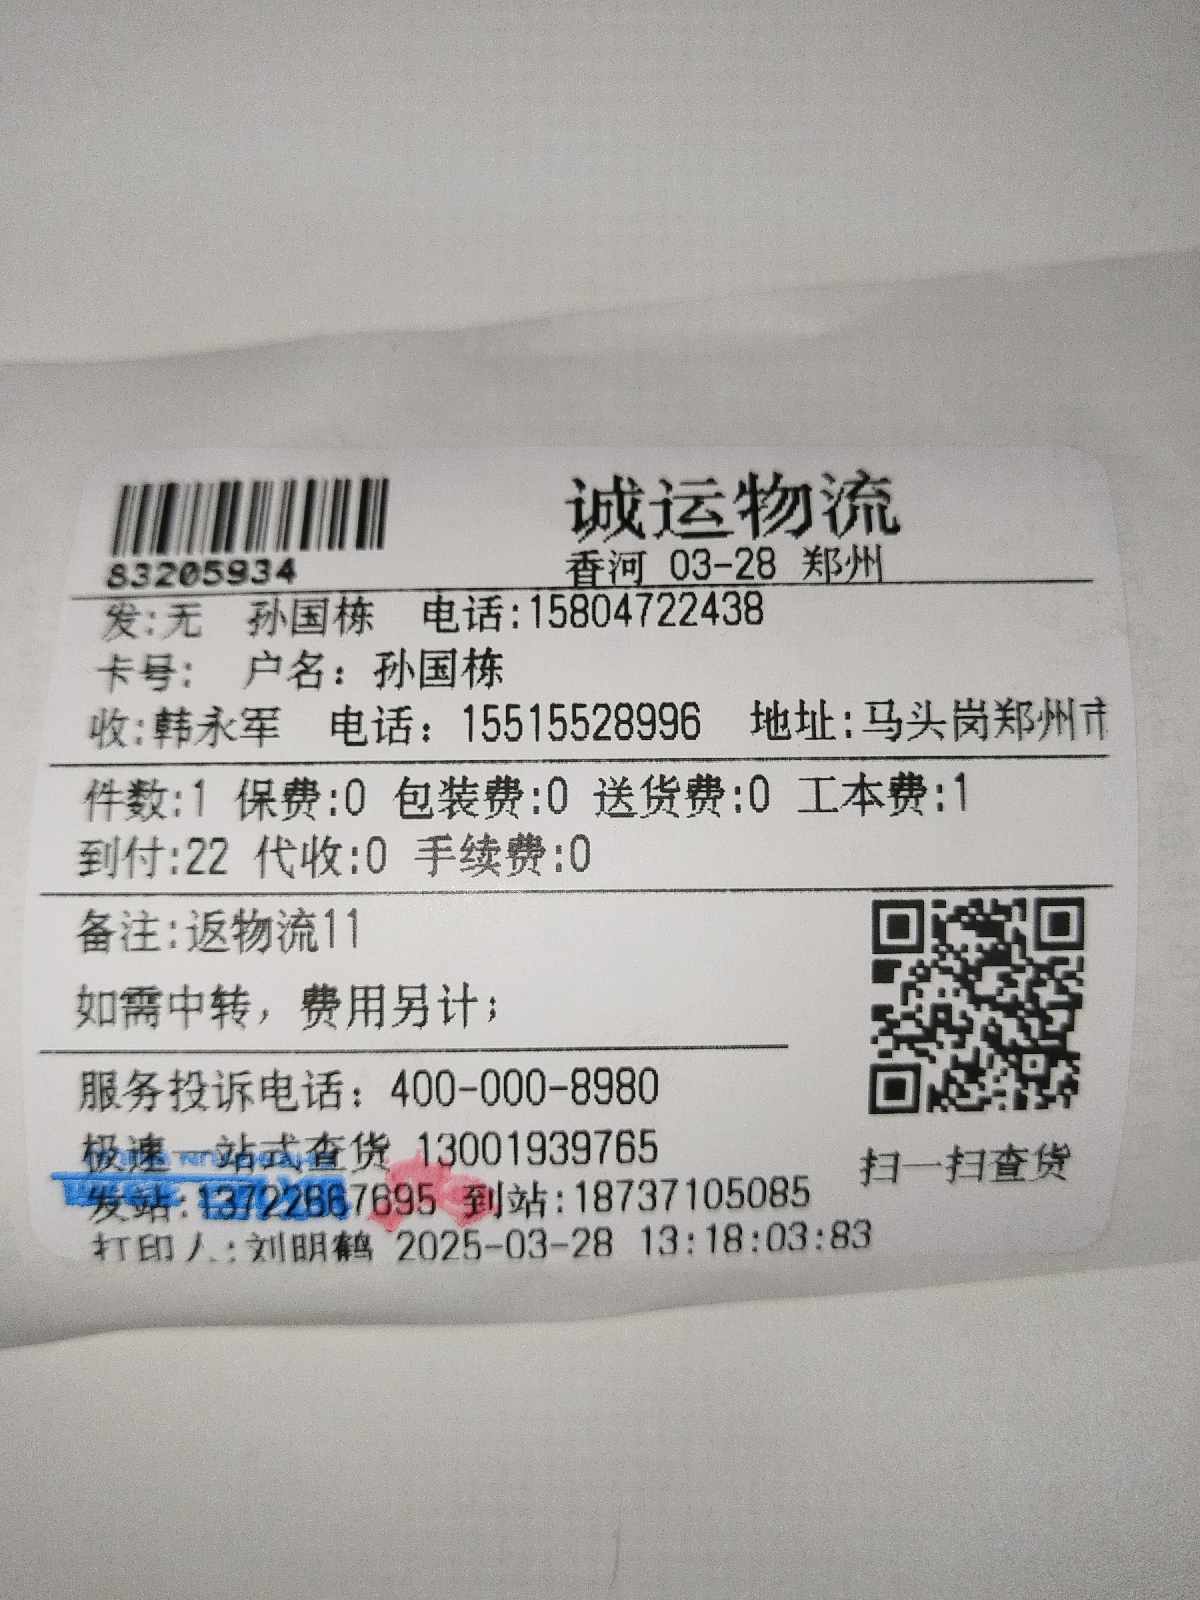 诚运物流
83205934
香河 03-28 郑州
发:无 孙国栋 电话:15804722438
卡号: 户名：孙国栋
收:韩永军 电话：15515528996 地址:马头岗郑州市
件数:1 保费:0 包装费:0 送货费:0 工本费:1
到付:22 代收:0 手续费:0
备注:返物流11
如需中转，费用另计；
服务投诉电话：400-000-8980
极速一站式查货 13001939765
扫一扫查货
发站:13722667695 到站:18737105085
打印人:刘明鹤 2025-03-28 13:18:03:83